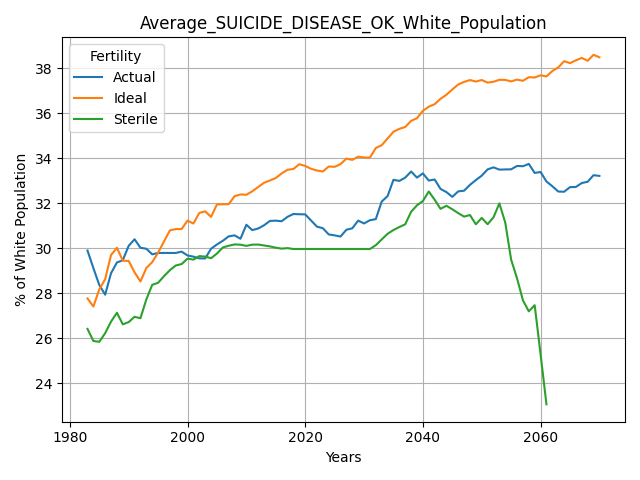 Average_SUICIDE_DISEASE_OK_White_Population
Fertility
Actual
Ideal
Sterile
% of White Population
38
36
34
32
30
28
26
24
1980
2000
2020
2040
2060
Years